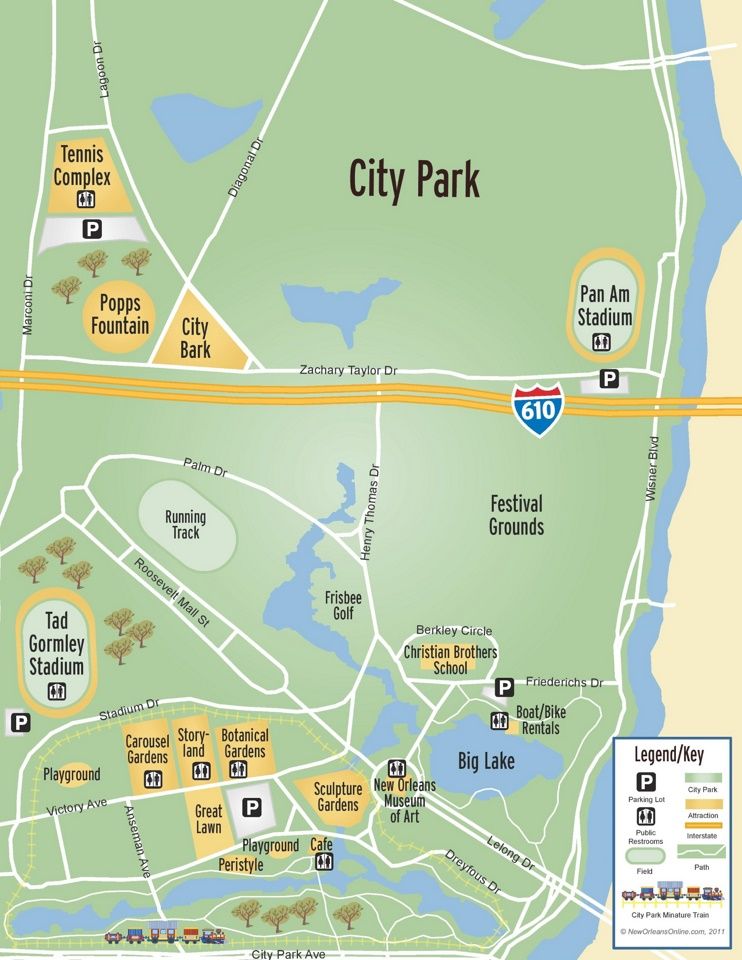 Lagoon Dr
City Park
Diagonal Dr
Tennis
Complex
P
Marconi Dr
Popps
Fountain
City
Bark
Pan Am
Stadium
P
Zachary Taylor Dr
610
Wisner Blvd
Palm Dr
Running
Track
Henry Thomas Dr
Festival
Grounds
Roosevelt Mall St
Frisbee
Golf
Tad
Gormley
Stadium
Berkley Circle
Christian Brothers
School
Friederichs Dr
P
Boat/Bike
Rentals
P
Stadium Dr
Carousel
Gardens
Story-
land
Botanical
Gardens
Big Lake
Playground
New Orleans
Museum
of Art
Sculpture
Gardens
Victory Ave
Great
Lawn
P
Anseman Ave
Playground
Peristyle
Cafe
Lelong Dr
Dreyfous Dr
City Park Ave
Legend/Key
P
Parking Lot
City Park
Public
Restrooms
Attraction
Interstate
Field
Path
City Park Minature Train
© NewOrleansOnline.com, 2011